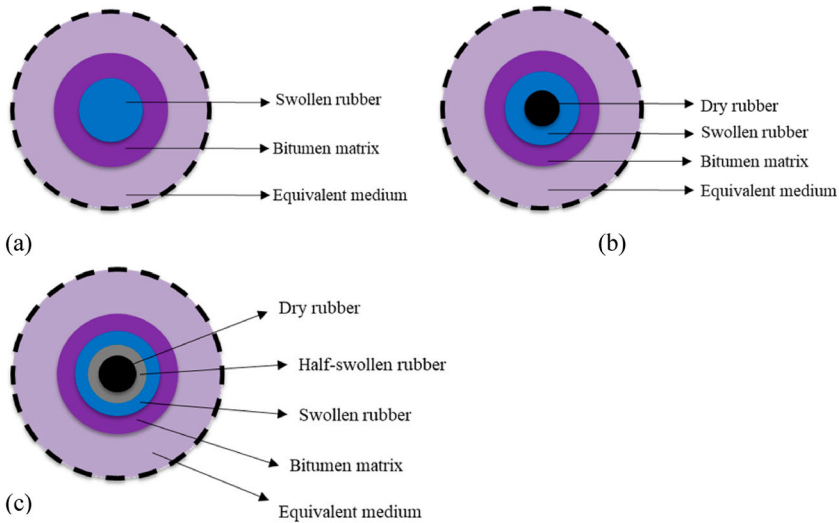 Swollen rubber
Bitumen matrix
Equivalent medium
(a)
Dry rubber
Swollen rubber
Bitumen matrix
Equivalent medium
(b)
Dry rubber
Half-swollen rubber
Swollen rubber
Bitumen matrix
Equivalent medium
(c)